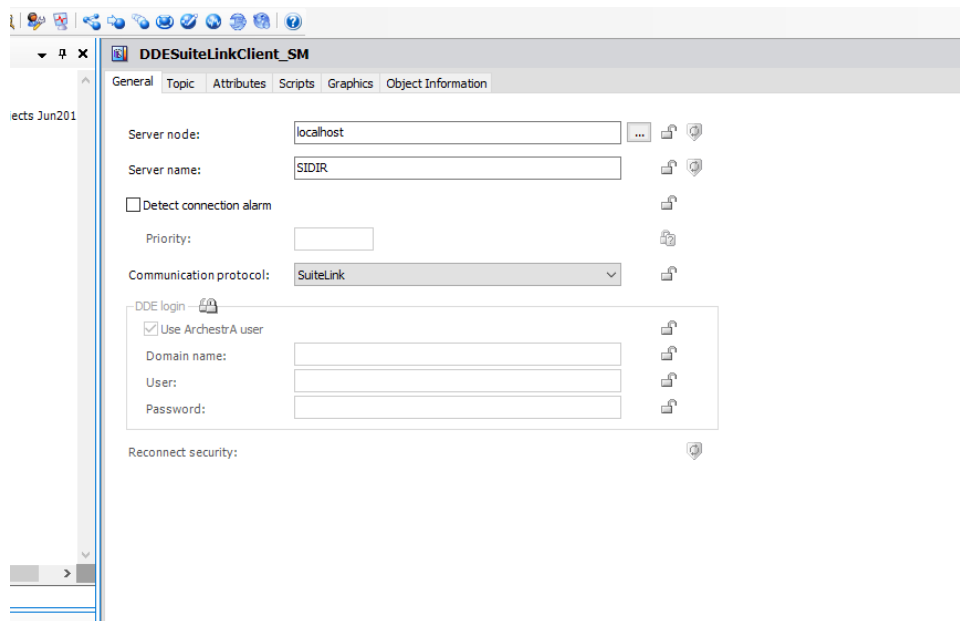 DDESuiteLinkClient_SM
General Topic Attributes Scripts Graphics Object Information
ects Jun201
Server node: localhost ...
Server name: SIDIR
Detect connection alarm
Priority:
Communication protocol: SuiteLink
DDE login
Use ArchestrA user
Domain name:
User:
Password:
Reconnect security: